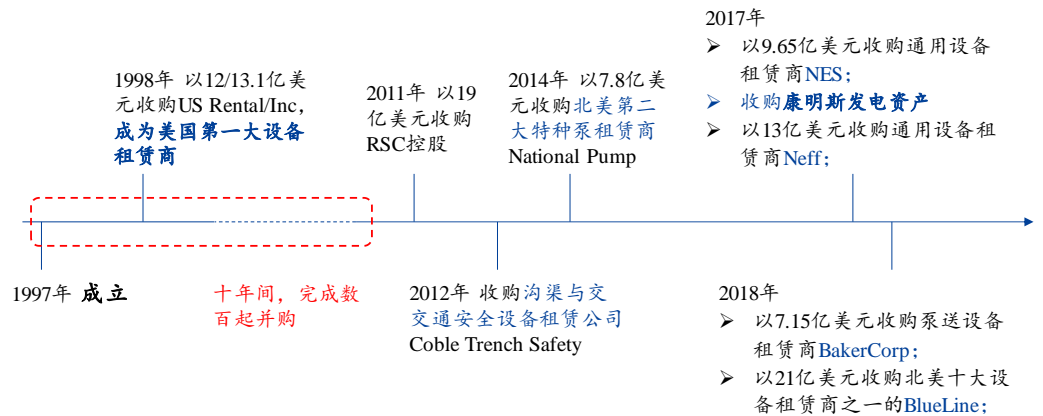 1997年 成立
1998年 以12/13.1亿美
元收购US Rental/Inc,
成为美国第一大设备
租赁商
十年间，完成数
百起并购
2011年 以19
亿美元收购
RSC控股
2012年 收购沟渠与交
交通安全设备租赁公司
Coble Trench Safety
2014年 以7.8亿美
元收购北美第二
大特种泵租赁商
National Pump
2017年
➢ 以9.65亿美元收购通用设备
租赁商NES；
➢ 收购康明斯发电资产
➢ 以13亿美元收购通用设备租
赁商Neff；
2018年
➢ 以7.15亿美元收购泵送设备
租赁商BakerCorp；
➢ 以21亿美元收购北美十大设
备租赁商之一的BlueLine；